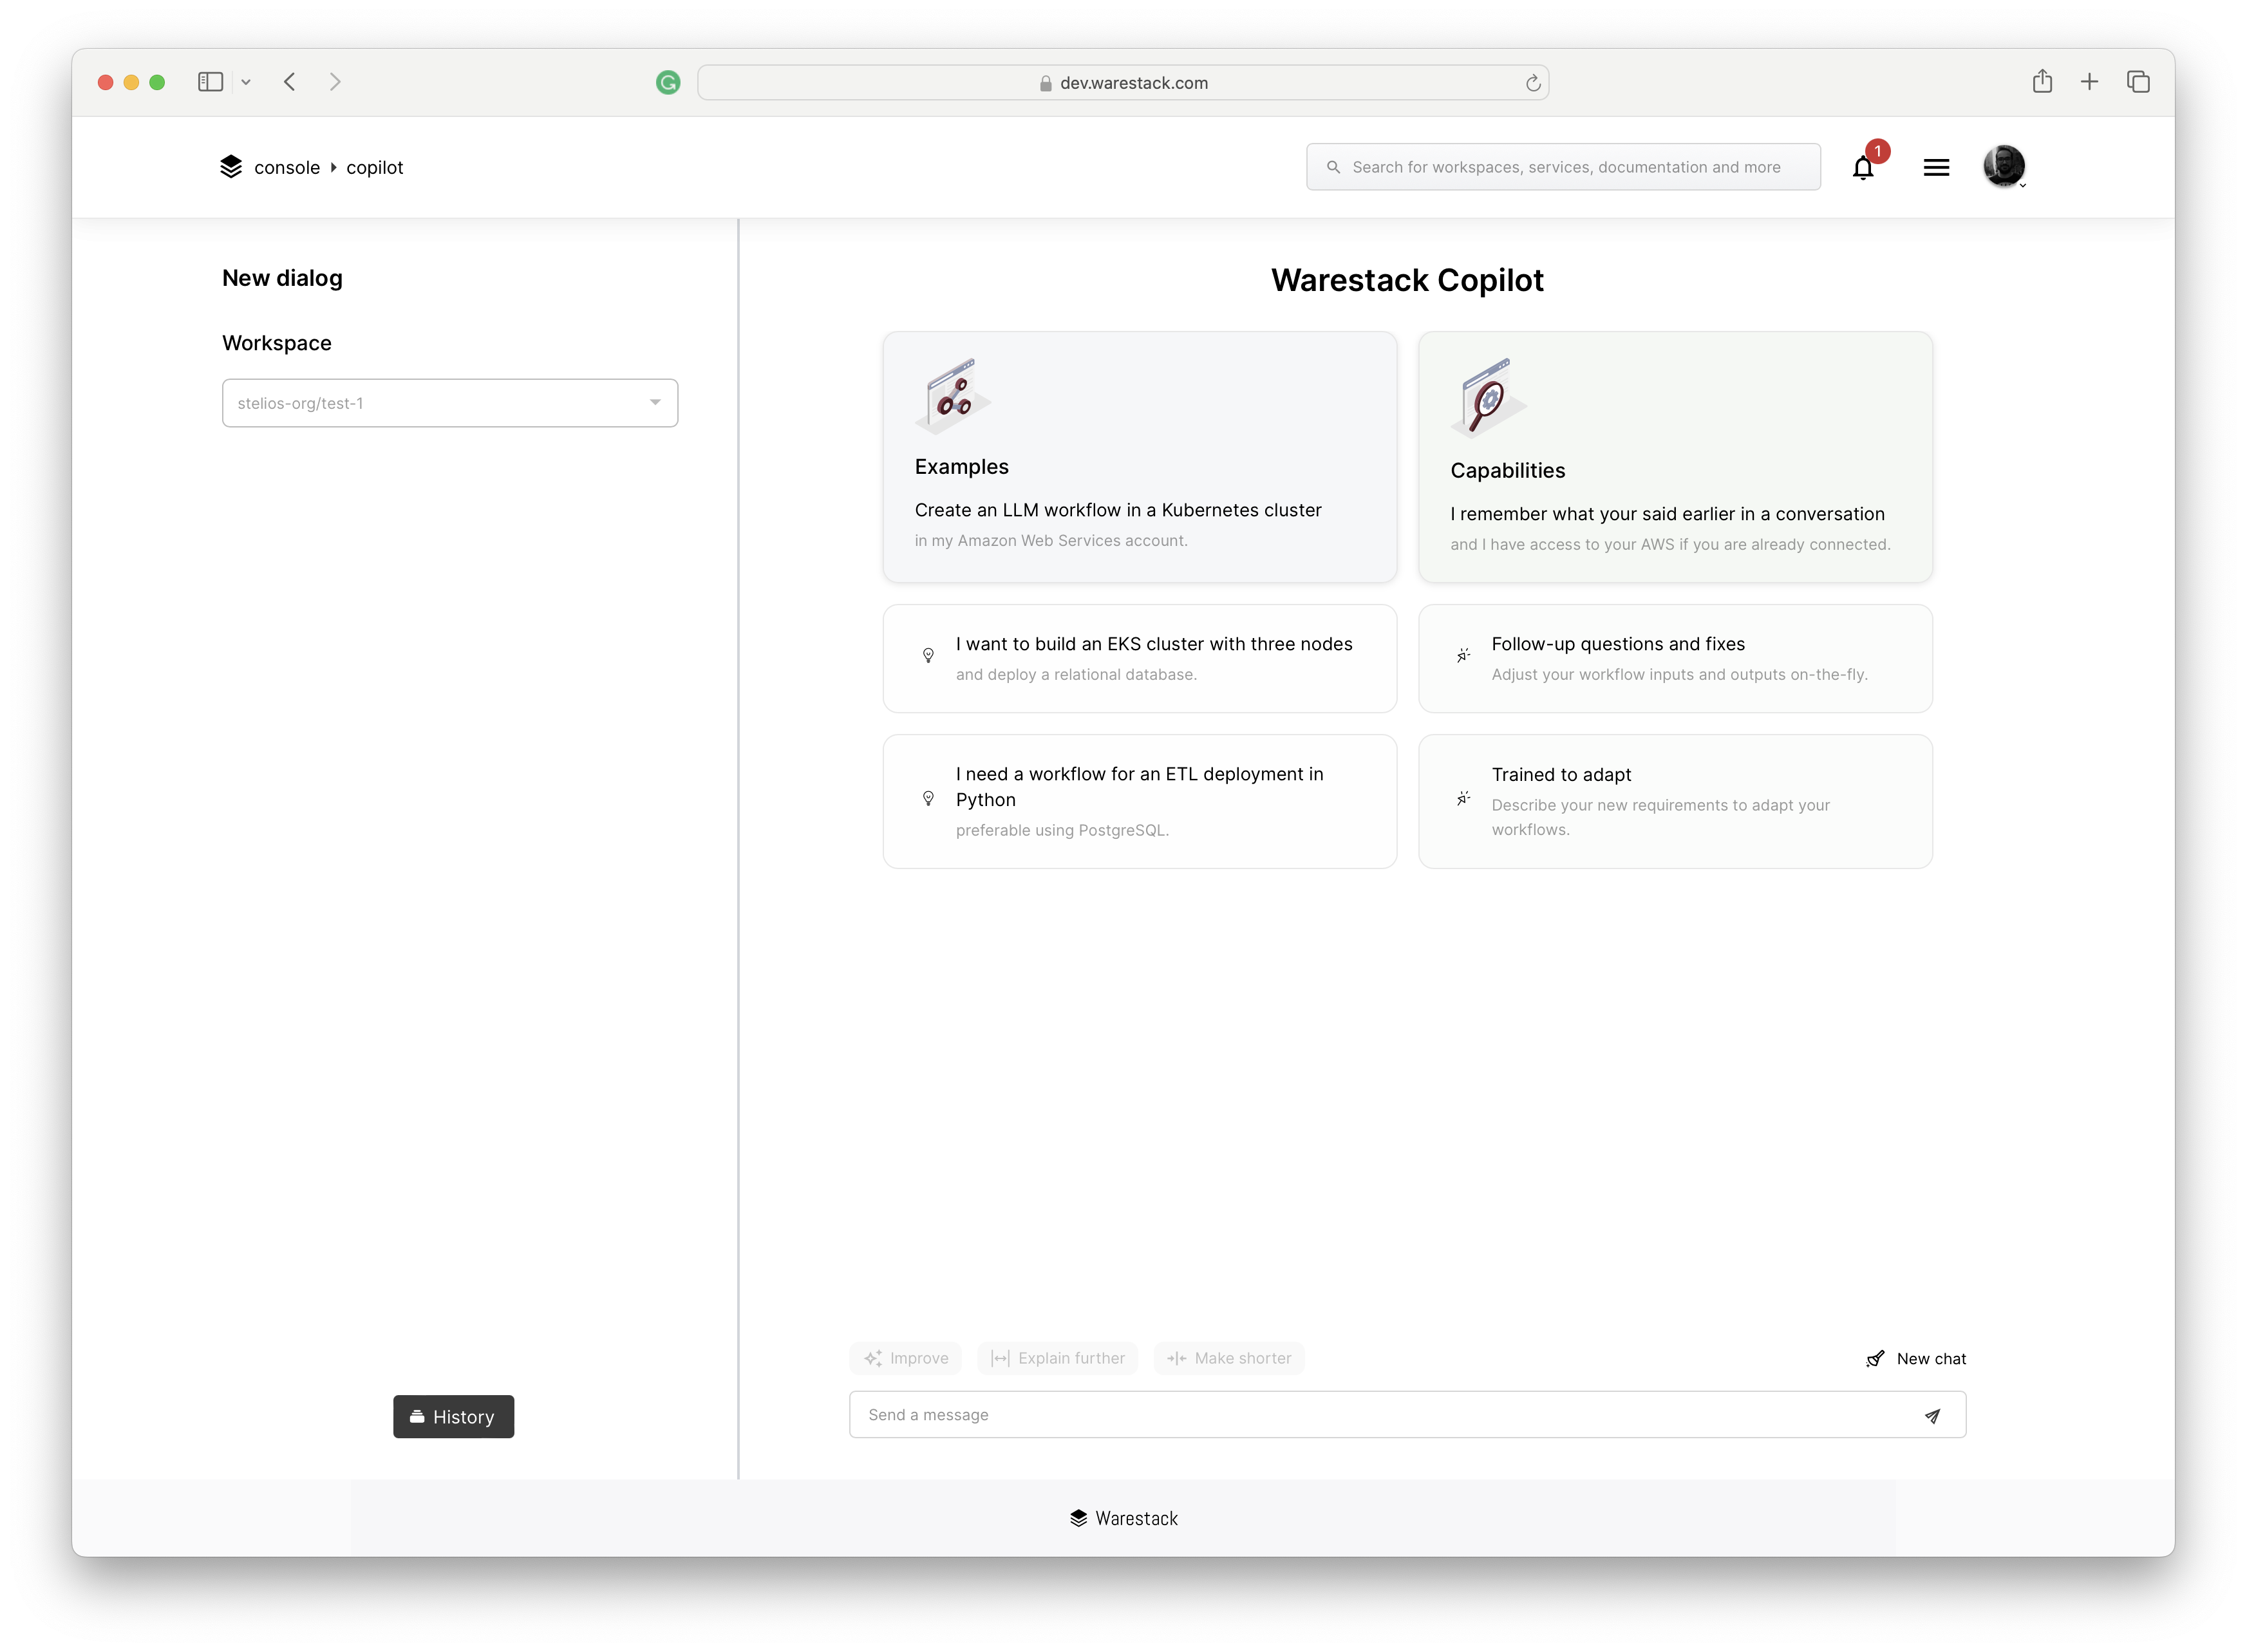 dev.warestack.com
console copilot
Search for workspaces, services, documentation and more
1
New dialog
Workspace
stelios-org/test-1
History
Warestack Copilot
Examples
Create an LLM workflow in a Kubernetes cluster
in my Amazon Web Services account.
Capabilities
I remember what your said earlier in a conversation
and I have access to your AWS if you are already connected.
I want to build an EKS cluster with three nodes
and deploy a relational database.
Follow-up questions and fixes
Adjust your workflow inputs and outputs on-the-fly.
I need a workflow for an ETL deployment in
Python
preferable using PostgreSQL.
Trained to adapt
Describe your new requirements to adapt your
workflows.
Improve
Explain further
Make shorter
New chat
Send a message
Warestack